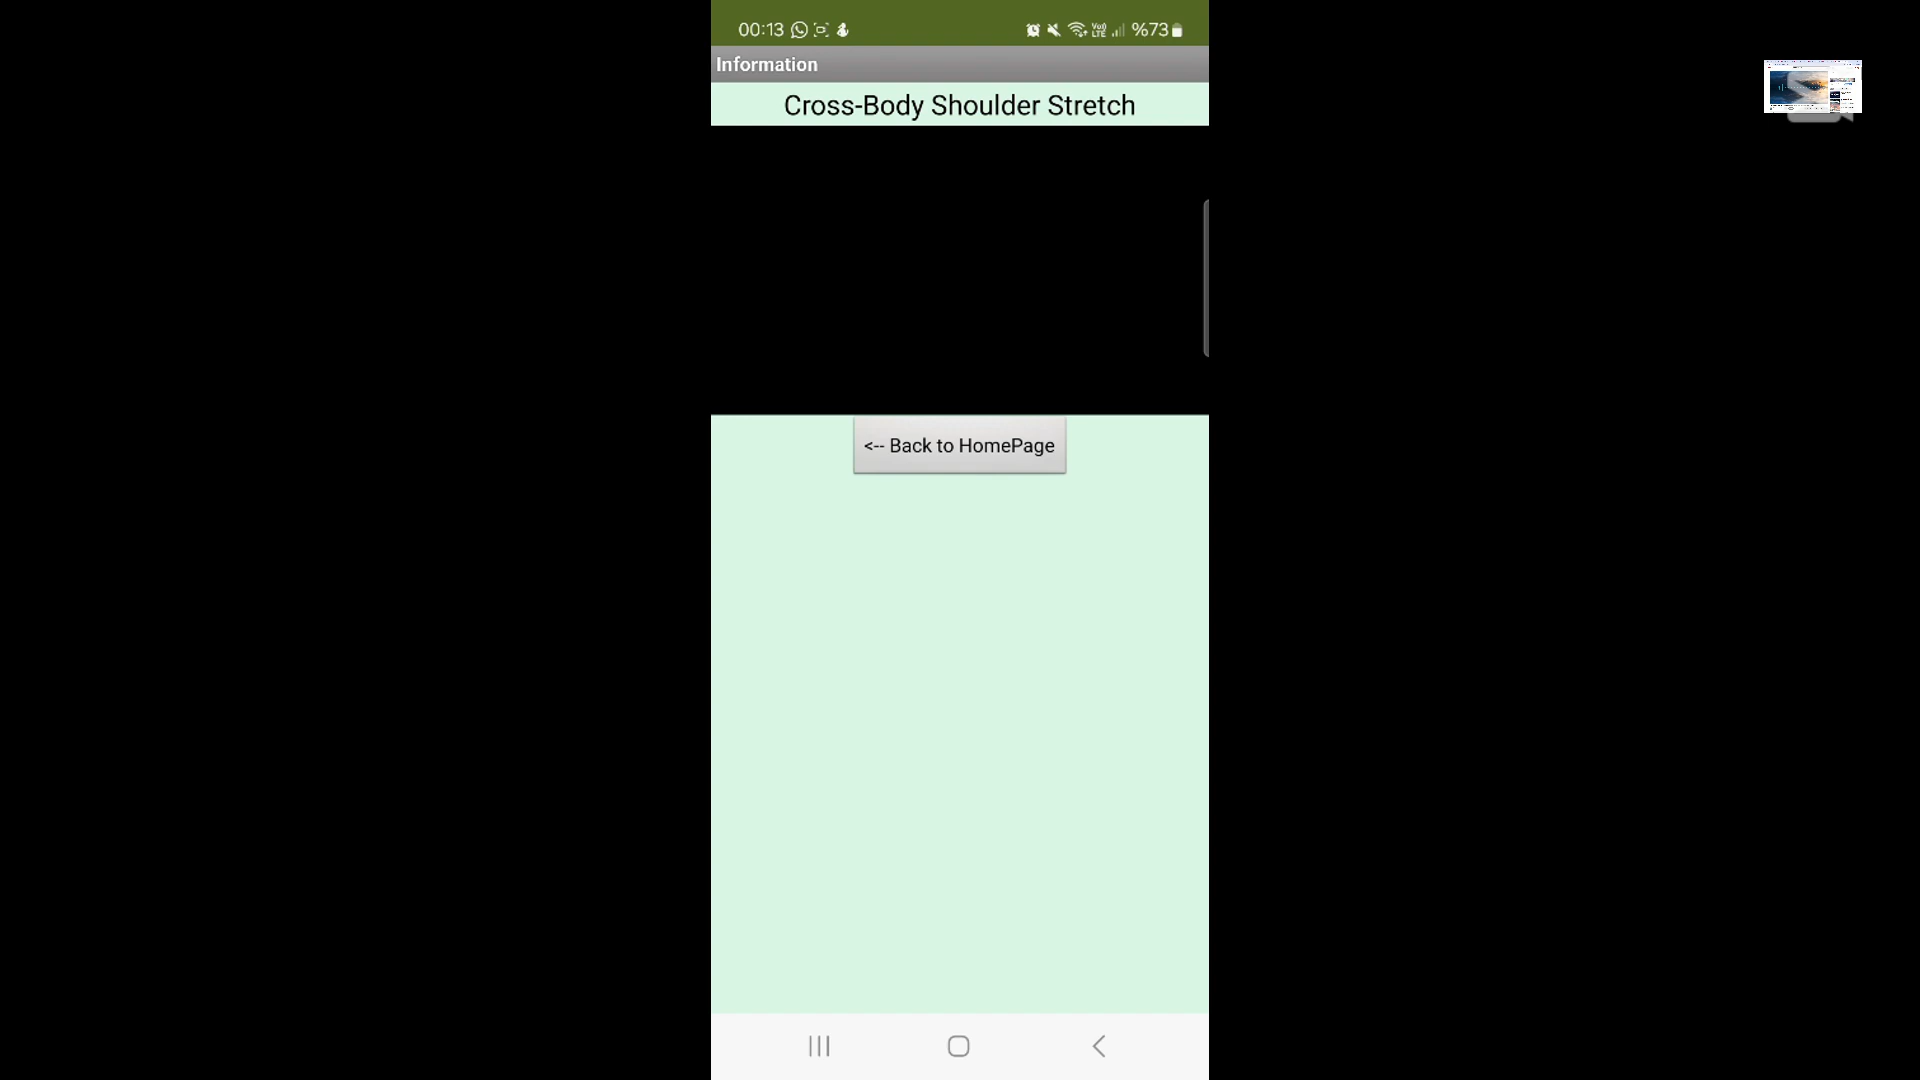 00:13 %73
Information
Cross-Body Shoulder Stretch
<-- Back to HomePage